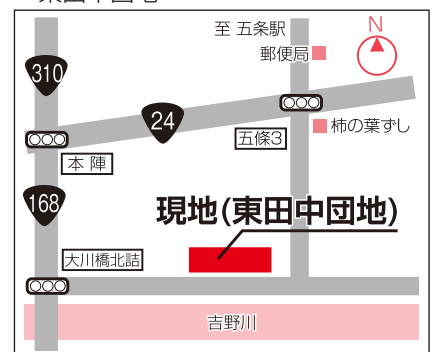 至 五条駅
N
郵便局
310
24
五條3
柿の葉ずし
本陣
168
現地(東田中団地)
大川橋北詰
吉野川